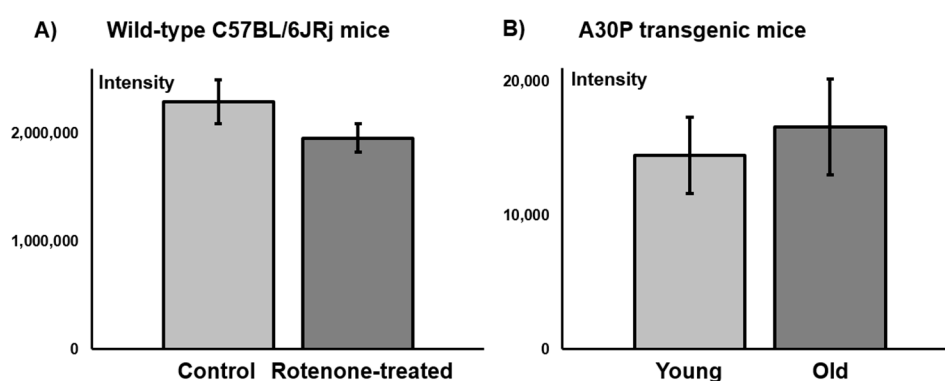 A) Wild-type C57BL/6JRj mice
Intensity
2,000,000
1,000,000
0
Control Rotenone-treated
B) A30P transgenic mice
20,000
Intensity
10,000
0
Young Old